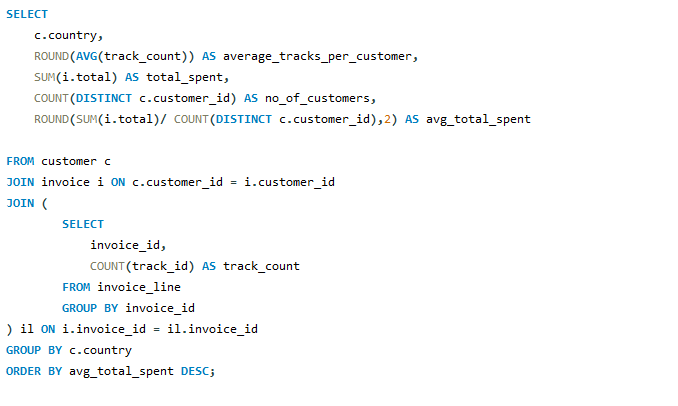 SELECT
    c.country,
    ROUND(AVG(track_count)) AS average_tracks_per_customer,
    SUM(i.total) AS total_spent,
    COUNT(DISTINCT c.customer_id) AS no_of_customers,
    ROUND(SUM(i.total)/ COUNT(DISTINCT c.customer_id),2) AS avg_total_spent

FROM customer c
JOIN invoice i ON c.customer_id = i.customer_id
JOIN (
        SELECT
            invoice_id,
            COUNT(track_id) AS track_count
        FROM invoice_line
        GROUP BY invoice_id
) il ON i.invoice_id = il.invoice_id
GROUP BY c.country
ORDER BY avg_total_spent DESC;